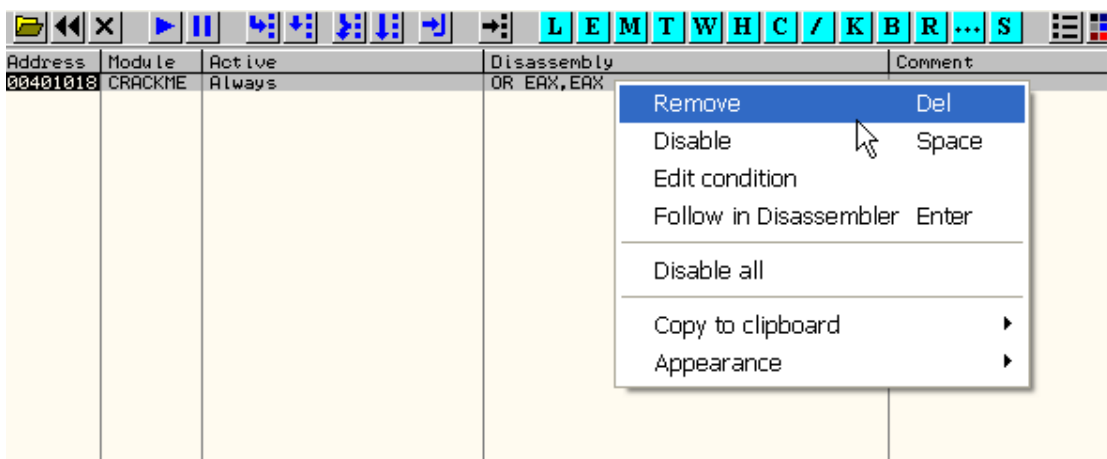 L E M T W H C / K B R ... S
Address Module Active Disassembly Comment
00401018 CRACKME Always OR EAX,EAX
Remove Del
Disable Space
Edit condition
Follow in Disassembler Enter
Disable all
Copy to clipboard
Appearance